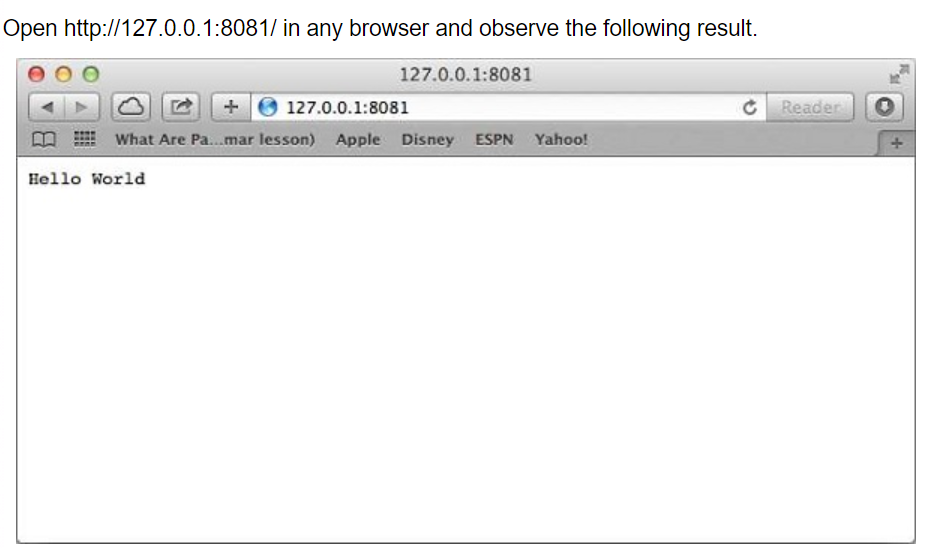 Open http://127.0.0.1:8081/ in any browser and observe the following result.
127.0.0.1:8081
127.0.0.1:8081 Reader
What Are Pa...mar lesson) Apple Disney ESPN Yahoo!
Hello World